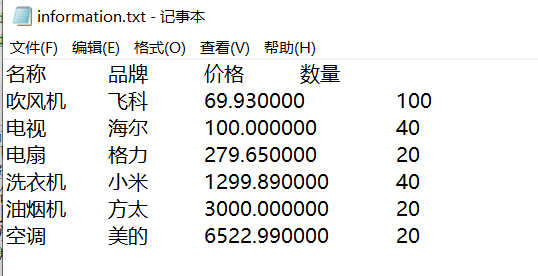 information.txt - 记事本
文件(F) 编辑(E) 格式(O) 查看(V) 帮助(H)
名称 品牌 价格 数量
吹风机 飞科 69.930000 100
电视 海尔 100.000000 40
电扇 格力 279.650000 20
洗衣机 小米 1299.890000 40
油烟机 方太 3000.000000 20
空调 美的 6522.990000 20